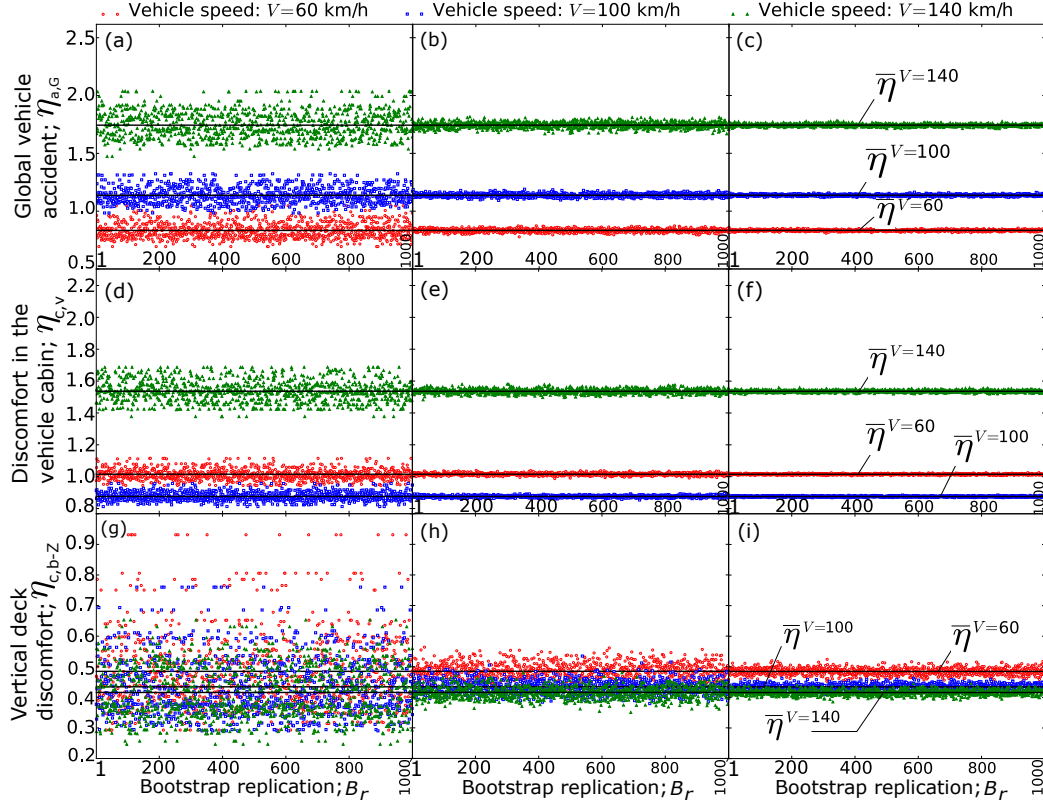 Vehicle speed: V=60 km/h Vehicle speed: V=100 km/h Vehicle speed: V=140 km/h
Global vehicle
accident; η a,G
2.5
2.0
1.5
1.0
0.5
(a)
1 200 400 600 800 1000
(b)
1 200 400 600 800 1000
(c)
η̅ V=140
η̅ V=100
η̅ V=60
1 200 400 600 800 1000
Discomfort in the
vehicle cabin; η c,v
2.2
2.0
1.8
1.6
1.4
1.2
1.0
0.8
(d)
1 200 400 600 800 1000
(e)
1 200 400 600 800 1000
(f)
η̅ V=140
η̅ V=60
η̅ V=100
1 200 400 600 800 1000
Vertical deck
discomfort; η c,b-Z
0.9
0.8
0.7
0.6
0.5
0.4
0.3
0.2
(g)
1 200 400 600 800 1000
Bootstrap replication; B r
(h)
1 200 400 600 800 1000
Bootstrap replication; B r
(i)
η̅ V=100
η̅ V=60
η̅ V=140
1 200 400 600 800 1000
Bootstrap replication; B r